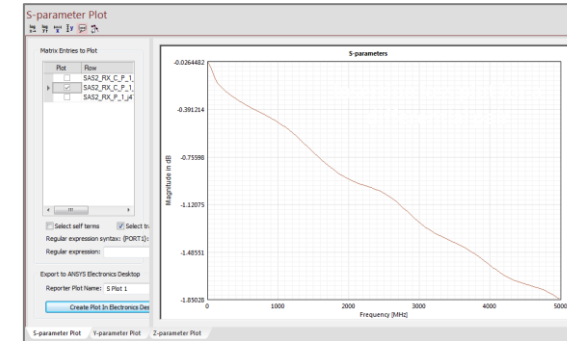 S-parameter Plot
Matrix Entries to Plot
Plot Row
SAS2_RX_C_P_1_
SAS2_RX_C_P_1_
SAS2_RX_P_1_j4
Select self terms Select tr
Regular expression syntax: {PORT1}:
Regular expression:
Export to ANSYS Electronics Desktop
Reporter Plot Name: S Plot 1
Create Plot In Electronics Des
S-parameters
-0.0264482
-0.391214
-0.75598
-1.12075
-1.48551
-1.85028
Magnitude in dB
0 1000 2000 3000 4000 5000
Frequency [MHz]
S-parameter Plot Y-parameter Plot Z-parameter Plot